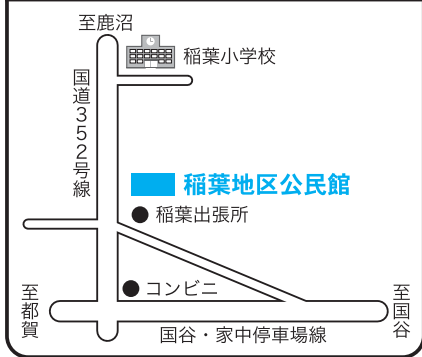 至鹿沼
稲葉小学校
国道352号線
稲葉地区公民館
稲葉出張所
コンビニ
至都賀
至国谷
国谷・家中停車場線